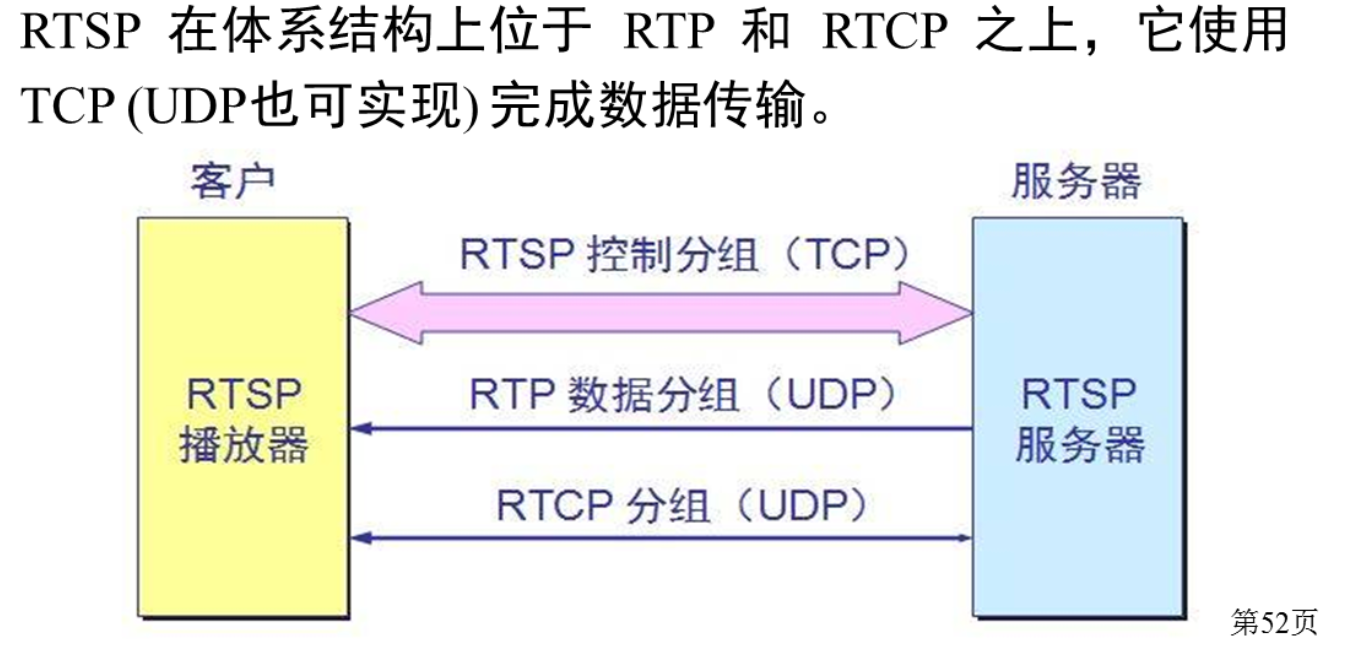 RTSP 在体系结构上位于 RTP 和 RTCP 之上，它使用
TCP (UDP也可实现) 完成数据传输。
客户
服务器
RTSP 控制分组（TCP）
RTP 数据分组（UDP）
RTSP
播放器
RTSP
服务器
RTCP 分组（UDP）
第52页